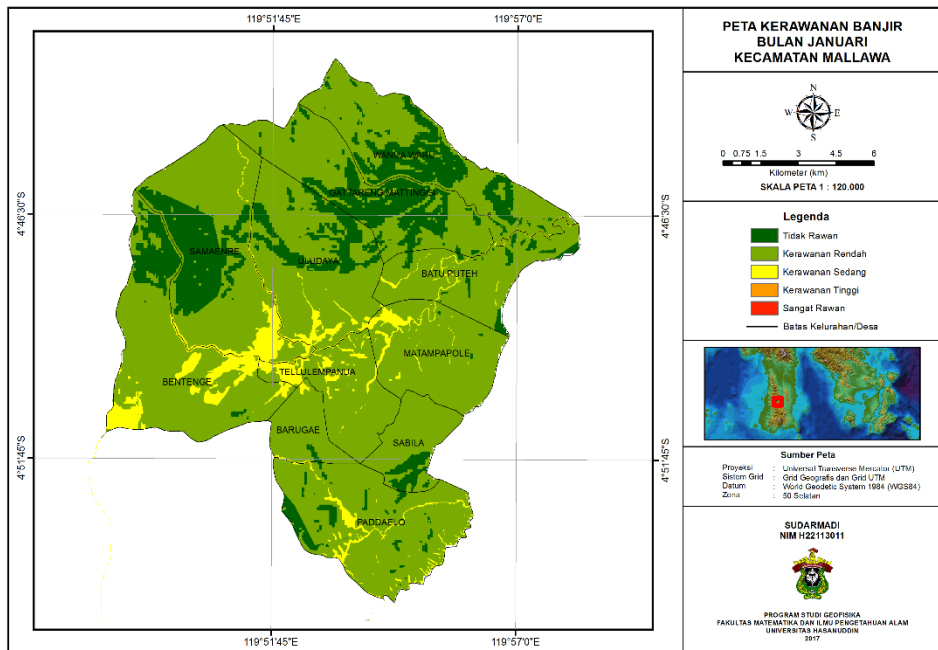 119°51'45"E
119°57'0"E
4°46'30"S
4°46'30"S
4°51'45"S
4°51'45"S
119°51'45"E
119°57'0"E
WANUA WARU
GATTARENG MATINGGI
SAMAENRE
ULUDAYA
BATU PUTEH
MATAMPAPOLE
TELLULEMPANUA
BENTENGE
BARUGAE
SABILA
PADDAELO
PETA KERAWANAN BANJIR
BULAN JANUARI
KECAMATAN MALLAWA
N
W E
S
0 0.75 1.5 3 4.5 6
Kilometer (km)
SKALA PETA 1 : 120.000
Legenda
Tidak Rawan
Kerawanan Rendah
Kerawanan Sedang
Kerawanan Tinggi
Sangat Rawan
Batas Kelurahan/Desa
Sumber Peta
Proyeksi : Universal Transverse Mercator (UTM)
Sistem Grid : Grid Geografis dan Grid UTM
Datum : World Geodetic System 1984 (WGS84)
Zona : 50 Selatan
SUDARMADI
NIM H22113011
PROGRAM STUDI GEOFISIKA
FAKULTAS MATEMATIKA DAN ILMU PENGETAHUAN ALAM
UNIVERSITAS HASANUDDIN
2017